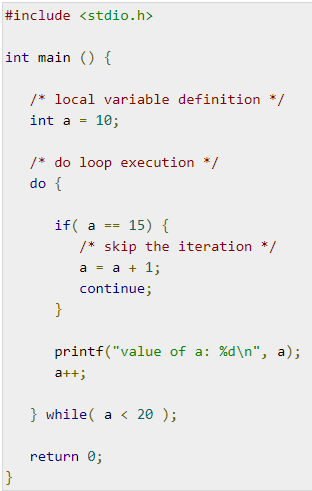 #include <stdio.h>

int main () {

   /* local variable definition */
   int a = 10;

   /* do loop execution */
   do {

      if( a == 15) {
         /* skip the iteration */
         a = a + 1;
         continue;
      }

      printf("value of a: %d\n", a);
      a++;

   } while( a < 20 );

   return 0;
}